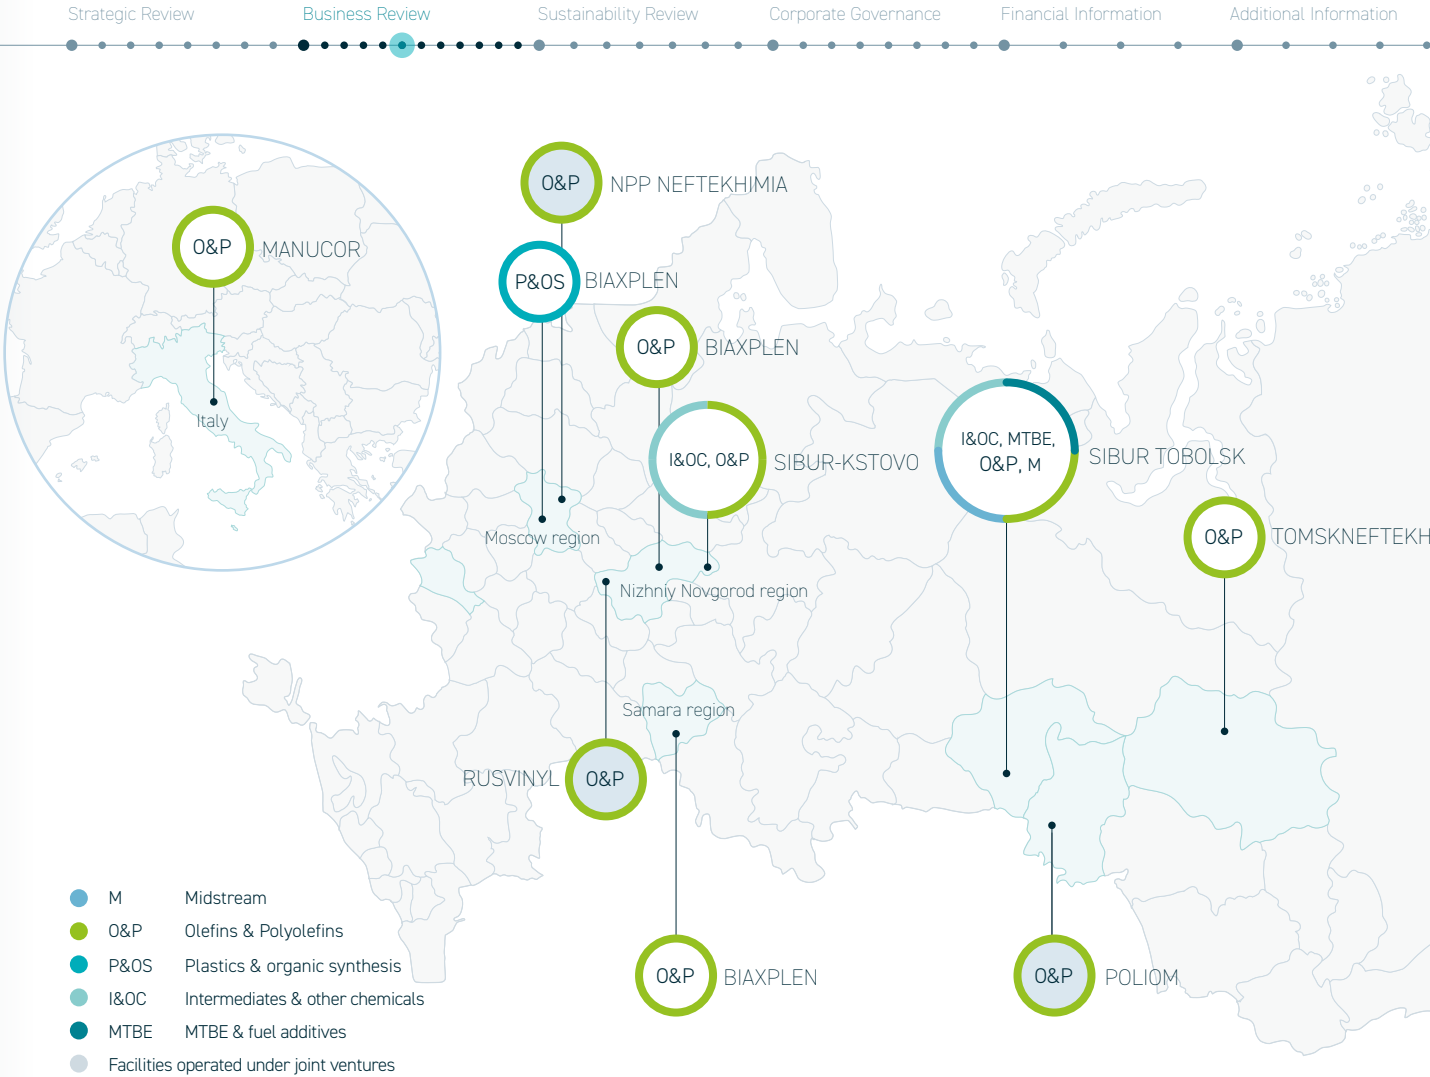 Strategic Review
Business Review
Sustainability Review
Corporate Governance
Financial Information
Additional Information
O&P
NPP NEFTEKHIMIA
O&P
MANUCOR
P&OS
BIAXPLEN
O&P
BIAXPLEN
Italy
I&OC, O&P
SIBUR-KSTOVO
I&OC, MTBE,
O&P, M
SIBUR TOBOLSK
O&P
TOMSKNEFTEKH
Moscow region
Nizhniy Novgorod region
Samara region
RUSVINYL
O&P
O&P
BIAXPLEN
O&P
POLIOM
M Midstream
O&P Olefins & Polyolefins
P&OS Plastics & organic synthesis
I&OC Intermediates & other chemicals
MTBE MTBE & fuel additives
Facilities operated under joint ventures